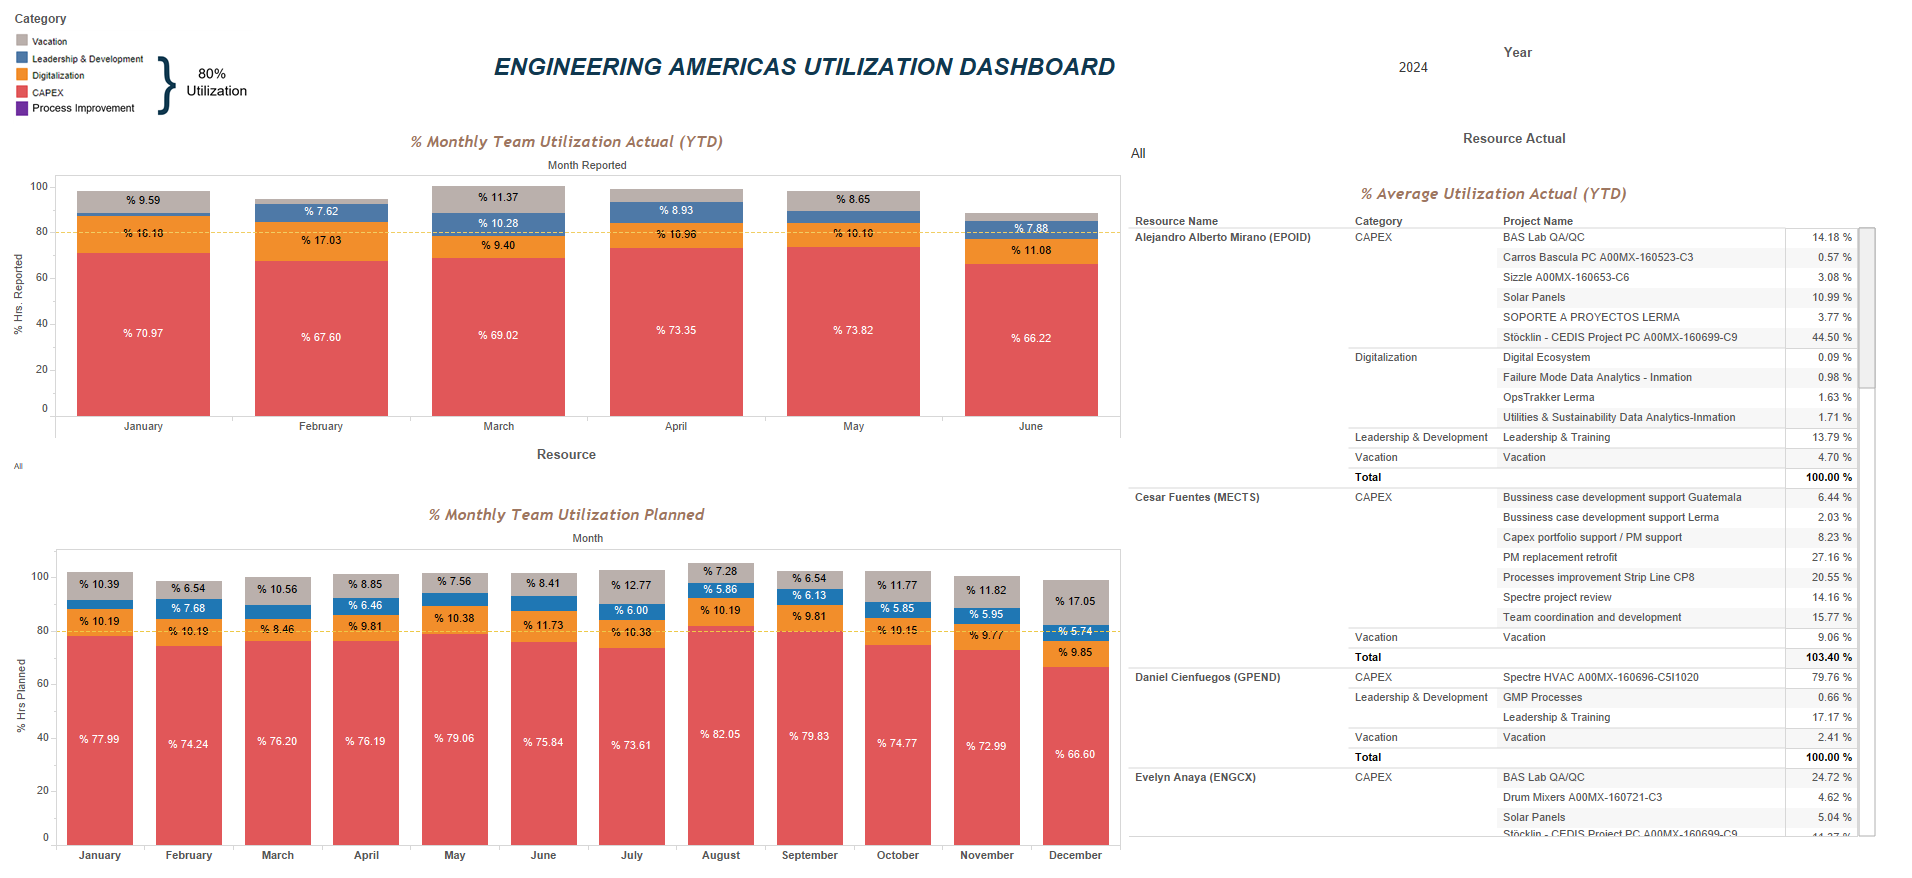 Category
Vacation
Leadership & Development
Digitalization
CAPEX
Process Improvement
80%
Utilization
ENGINEERING AMERICAS UTILIZATION DASHBOARD
Year
2024
% Monthly Team Utilization Actual (YTD)
Month Reported
% Hrs. Reported
100
80
60
40
20
0
% 9.59
% 16.18
% 70.97
% 7.62
% 17.03
% 67.60
% 11.37
% 10.28
% 9.40
% 69.02
% 8.93
% 10.96
% 73.35
% 8.65
% 10.10
% 73.82
% 7.88
% 11.08
% 66.22
January February March April May June
Resource
All
% Monthly Team Utilization Planned
Month
% Hrs Planned
100
80
60
40
20
0
% 10.39
% 10.19
% 77.99
% 6.54
% 7.68
% 10.19
% 74.24
% 10.56
% 8.46
% 76.20
% 8.85
% 6.46
% 9.81
% 76.19
% 7.56
% 10.38
% 79.06
% 8.41
% 11.73
% 75.84
% 12.77
% 6.00
% 10.38
% 73.61
% 7.28
% 5.86
% 10.19
% 82.05
% 6.54
% 6.13
% 9.81
% 79.83
% 11.77
% 5.85
% 10.15
% 74.77
% 11.82
% 5.95
% 9.77
% 72.99
% 17.05
% 5.74
% 9.85
% 66.60
January February March April May June July August September October November December
Resource Actual
All
% Average Utilization Actual (YTD)
Resource Name Category Project Name
Alejandro Alberto Mirano (EPOID) CAPEX BAS Lab QA/QC 14.18 %
Carros Bascula PC A00MX-160523-C3 0.57 %
Sizzle A00MX-160653-C6 3.08 %
Solar Panels 10.99 %
SOPORTE A PROYECTOS LERMA 3.77 %
Stöcklin - CEDIS Project PC A00MX-160699-C9 44.50 %
Digitalization Digital Ecosystem 0.09 %
Failure Mode Data Analytics - Inmation 0.98 %
OpsTrakker Lerma 1.63 %
Utilities & Sustainability Data Analytics-Inmation 1.71 %
Leadership & Development Leadership & Training 13.79 %
Vacation Vacation 4.70 %
Total 100.00 %
Cesar Fuentes (MECTS) CAPEX Bussiness case development support Guatemala 6.44 %
Bussiness case development support Lerma 2.03 %
Capex portfolio support / PM support 8.23 %
PM replacement retrofit 27.16 %
Processes improvement Strip Line CP8 20.55 %
Spectre project review 14.16 %
Team coordination and development 15.77 %
Vacation Vacation 9.06 %
Total 103.40 %
Daniel Cienfuegos (GPEND) CAPEX Spectre HVAC A00MX-160696-C5I1020 79.76 %
Leadership & Development GMP Processes 0.66 %
Leadership & Training 17.17 %
Vacation Vacation 2.41 %
Total 100.00 %
Evelyn Anaya (ENGCX) CAPEX BAS Lab QA/QC 24.72 %
Drum Mixers A00MX-160721-C3 4.62 %
Solar Panels 5.04 %
Stöcklin - CEDIS Project PC A00MX-160699-C9